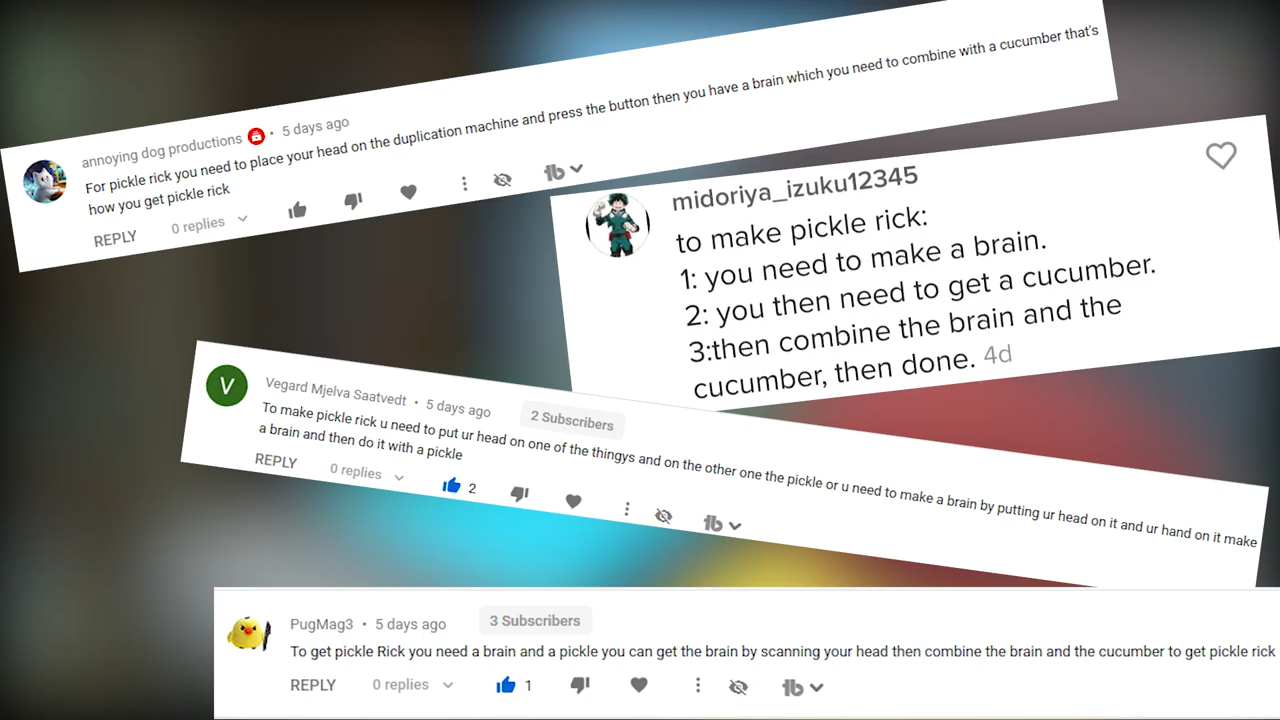 annoying dog productions • 5 days ago
For pickle rick you need to place your head on the duplication machine and press the button then you have a brain which you need to combine with a cucumber that's
how you get pickle rick
REPLY 0 replies
midoriya_izuku12345
to make pickle rick:
1: you need to make a brain.
2: you then need to get a cucumber.
3:then combine the brain and the
cucumber, then done. 4d
V
Vegard Mjelva Saatvedt • 5 days ago 2 Subscribers
To make pickle rick u need to put ur head on one of the thingys and on the other one the pickle or u need to make a brain by putting ur head on it and ur hand on it make
a brain and then do it with a pickle
REPLY 0 replies 2
PugMag3 • 5 days ago 3 Subscribers
To get pickle Rick you need a brain and a pickle you can get the brain by scanning your head then combine the brain and the cucumber to get pickle rick
REPLY 0 replies 1